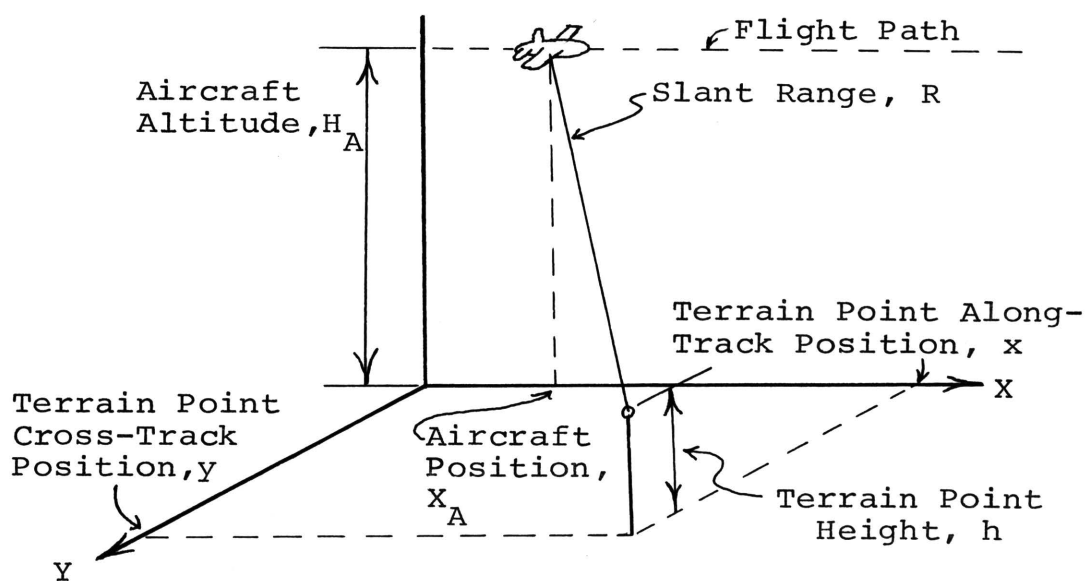 Flight Path
Aircraft
Altitude,H_A
Slant Range, R
Terrain Point Along-
Track Position, x
X
Terrain Point
Cross-Track
Position,y
Aircraft
Position,
X_A
Terrain Point
Height, h
Y